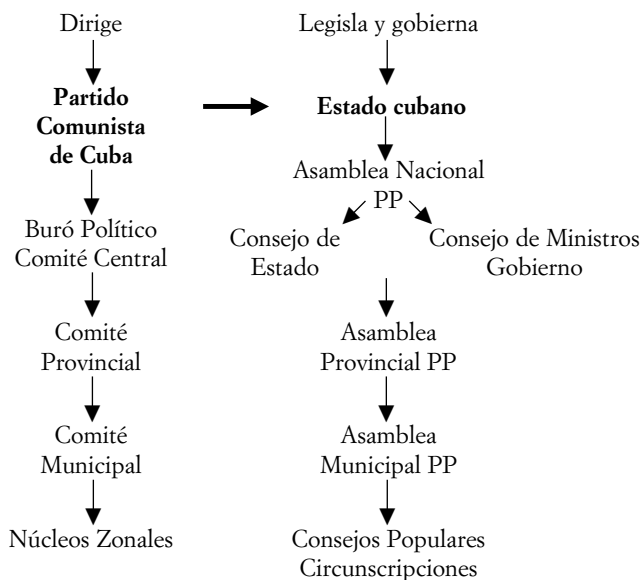 Dirige
Partido
Comunista
de Cuba
Buró Político
Comité Central
Comité
Provincial
Comité
Municipal
Núcleos Zonales
Legisla y gobierna
Estado cubano
Asamblea Nacional
PP
Consejo de
Estado
Consejo de Ministros
Gobierno
Asamblea
Provincial PP
Asamblea
Municipal PP
Consejos Populares
Circunscripciones